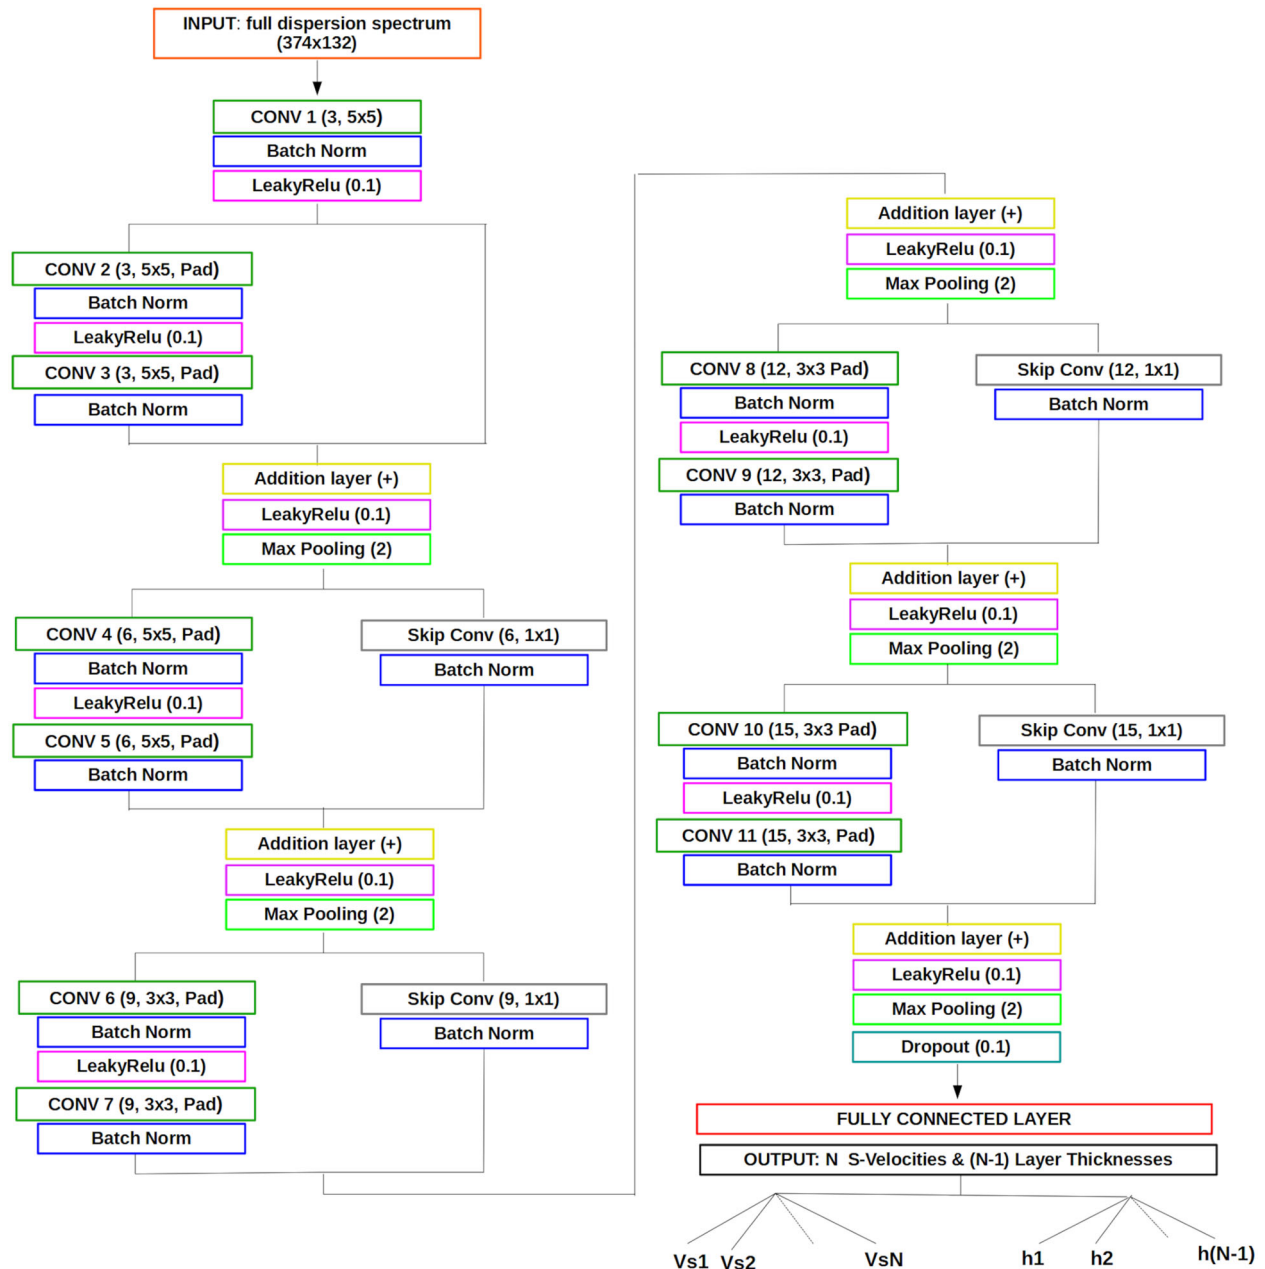 INPUT: full dispersion spectrum
(374x132)
CONV 1 (3, 5x5)
Batch Norm
LeakyRelu (0.1)
CONV 2 (3, 5x5, Pad)
Batch Norm
LeakyRelu (0.1)
CONV 3 (3, 5x5, Pad)
Batch Norm
Addition layer (+)
LeakyRelu (0.1)
Max Pooling (2)
CONV 4 (6, 5x5, Pad)
Batch Norm
LeakyRelu (0.1)
CONV 5 (6, 5x5, Pad)
Batch Norm
Skip Conv (6, 1x1)
Batch Norm
Addition layer (+)
LeakyRelu (0.1)
Max Pooling (2)
CONV 6 (9, 3x3, Pad)
Batch Norm
LeakyRelu (0.1)
CONV 7 (9, 3x3, Pad)
Batch Norm
Skip Conv (9, 1x1)
Batch Norm
Addition layer (+)
LeakyRelu (0.1)
Max Pooling (2)
CONV 8 (12, 3x3 Pad)
Batch Norm
LeakyRelu (0.1)
CONV 9 (12, 3x3, Pad)
Batch Norm
Skip Conv (12, 1x1)
Batch Norm
Addition layer (+)
LeakyRelu (0.1)
Max Pooling (2)
CONV 10 (15, 3x3 Pad)
Batch Norm
LeakyRelu (0.1)
CONV 11 (15, 3x3, Pad)
Batch Norm
Skip Conv (15, 1x1)
Batch Norm
Addition layer (+)
LeakyRelu (0.1)
Max Pooling (2)
Dropout (0.1)
FULLY CONNECTED LAYER
OUTPUT: N S-Velocities & (N-1) Layer Thicknesses
Vs1 Vs2 VsN h1 h2 h(N-1)